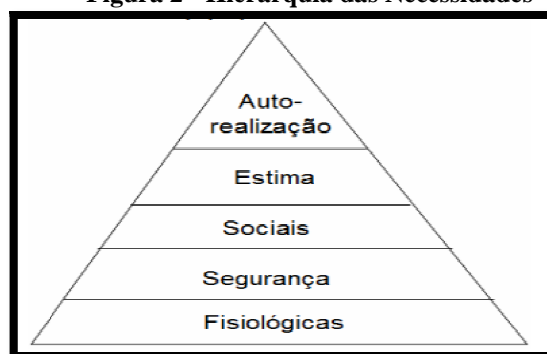 Figura 2 - Hierarquia das Necessidades
Auto-
realização
Estima
Sociais
Segurança
Fisiológicas